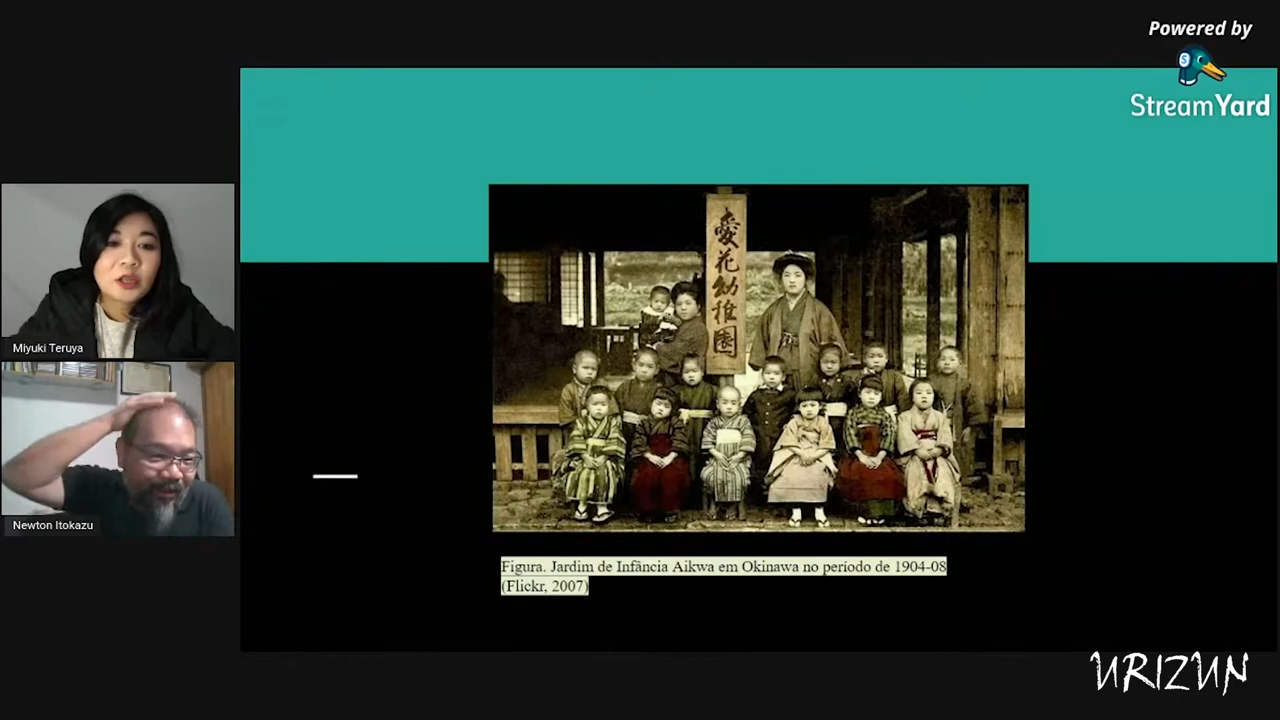 Powered by
StreamYard
愛花幼稚園
Miyuki Teruya
Newton Itokazu
Figura. Jardim de Infância Aikwa em Okinawa no período de 1904-08
(Flickr, 2007)
URIZUN